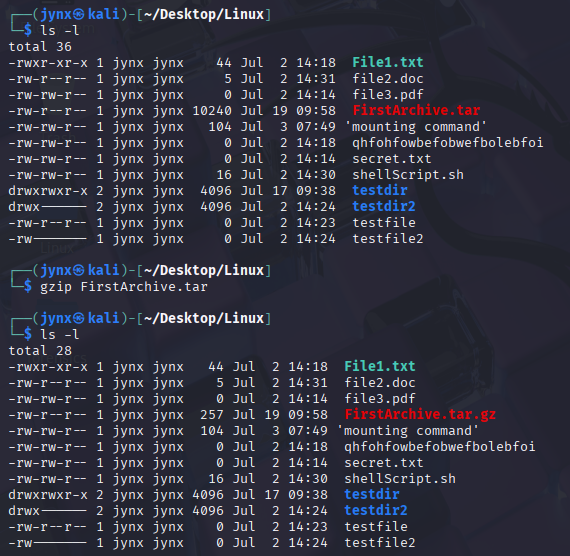 ┌──(jynx㉿kali)-[~/Desktop/Linux]
└─$ ls -l
total 36
-rwxr-xr-x 1 jynx jynx    44 Jul  2 14:18  File1.txt
-rw-r--r-- 1 jynx jynx     5 Jul  2 14:31  file2.doc
-rw-r--r-- 1 jynx jynx     0 Jul  2 14:14  file3.pdf
-rw-rw-r-- 1 jynx jynx 10240 Jul 19 09:58  FirstArchive.tar
-rw-rw-r-- 1 jynx jynx   104 Jul  3 07:49 'mounting command'
-rw-rw-r-- 1 jynx jynx     0 Jul  2 14:18  qhfohfowbefobwefbolebfoi
-rw-rw-r-- 1 jynx jynx     0 Jul  2 14:14  secret.txt
-rw-rw-r-- 1 jynx jynx    16 Jul  2 14:30  shellScript.sh
drwxrwxr-x 2 jynx jynx  4096 Jul 17 09:38  testdir
drwx------ 2 jynx jynx  4096 Jul  2 14:24  testdir2
-rw-r--r-- 1 jynx jynx     0 Jul  2 14:23  testfile
-rw------- 1 jynx jynx     0 Jul  2 14:24  testfile2
┌──(jynx㉿kali)-[~/Desktop/Linux]
└─$ gzip FirstArchive.tar
┌──(jynx㉿kali)-[~/Desktop/Linux]
└─$ ls -l
total 28
-rwxr-xr-x 1 jynx jynx   44 Jul  2 14:18  File1.txt
-rw-rw-r-- 1 jynx jynx    5 Jul  2 14:31  file2.doc
-rw-rw-r-- 1 jynx jynx    0 Jul  2 14:14  file3.pdf
-rw-rw-r-- 1 jynx jynx  257 Jul 19 09:58  FirstArchive.tar.gz
-rw-rw-r-- 1 jynx jynx  104 Jul  3 07:49 'mounting command'
-rw-rw-r-- 1 jynx jynx    0 Jul  2 14:18  qhfohfowbefobwefbolebfoi
-rw-rw-r-- 1 jynx jynx    0 Jul  2 14:14  secret.txt
-rw-rw-r-- 1 jynx jynx   16 Jul  2 14:30  shellScript.sh
drwxrwxr-x 2 jynx jynx 4096 Jul 17 09:38  testdir
drwx------ 2 jynx jynx 4096 Jul  2 14:24  testdir2
-rw-r--r-- 1 jynx jynx    0 Jul  2 14:23  testfile
-rw-rw-r-- 1 jynx jynx    0 Jul  2 14:24  testfile2